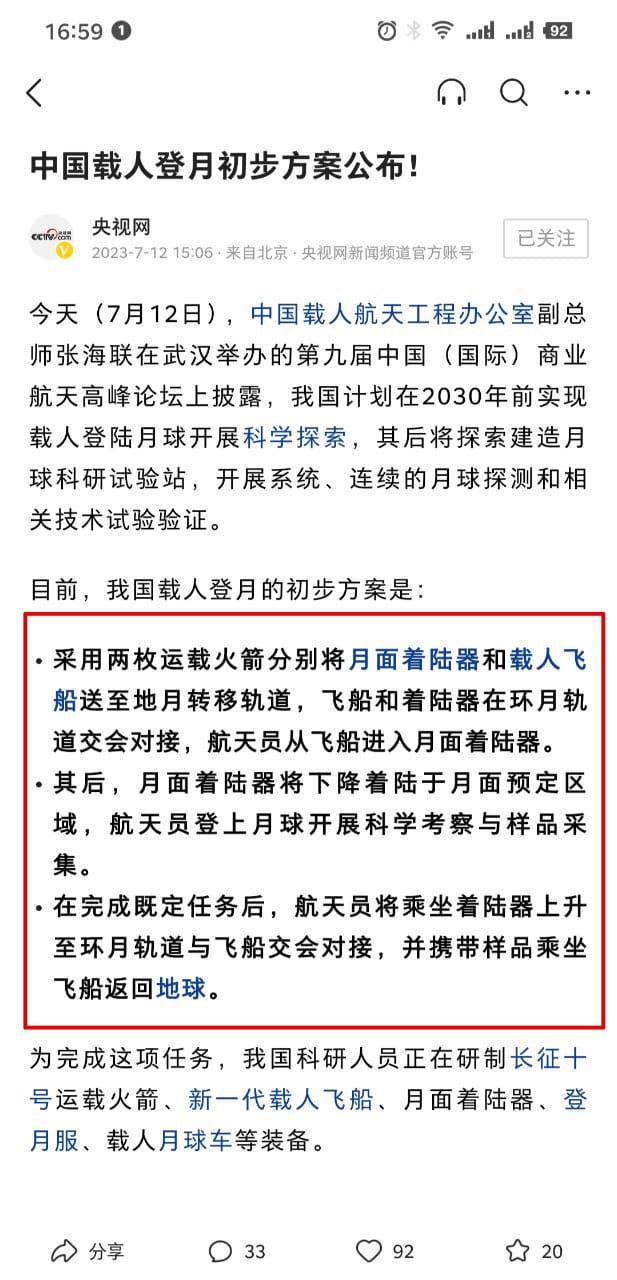 16:59 1 92
中国载人登月初步方案公布！
央视网
CCTV.com
2023-7-12 15:06 · 来自北京 · 央视网新闻频道官方账号
已关注
今天（7月12日），中国载人航天工程办公室副总
师张海联在武汉举办的第九届中国（国际）商业
航天高峰论坛上披露，我国计划在2030年前实现
载人登陆月球开展科学探索，其后将探索建造月
球科研试验站，开展系统、连续的月球探测和相
关技术试验验证。
目前，我国载人登月的初步方案是：
• 采用两枚运载火箭分别将月面着陆器和载人飞
船送至地月转移轨道，飞船和着陆器在环月轨
道交会对接，航天员从飞船进入月面着陆器。
• 其后，月面着陆器将下降着陆于月面预定区
域，航天员登上月球开展科学考察与样品采
集。
• 在完成既定任务后，航天员将乘坐着陆器上升
至环月轨道与飞船交会对接，并携带样品乘坐
飞船返回地球。
为完成这项任务，我国科研人员正在研制长征十
号运载火箭、新一代载人飞船、月面着陆器、登
月服、载人月球车等装备。
分享 33 92 20